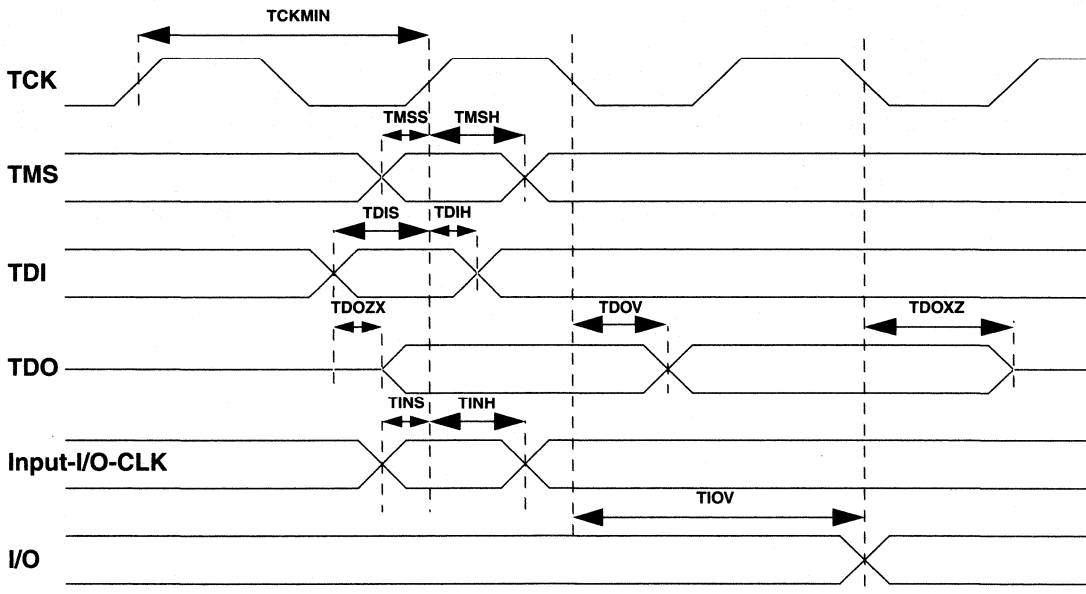 TCKMIN
TCK
TMSS TMSH
TMS
TDIS TDIH
TDI
TDOZX TDOV TDOXZ
TDO
TINS TINH
Input-I/O-CLK
TIOV
I/O